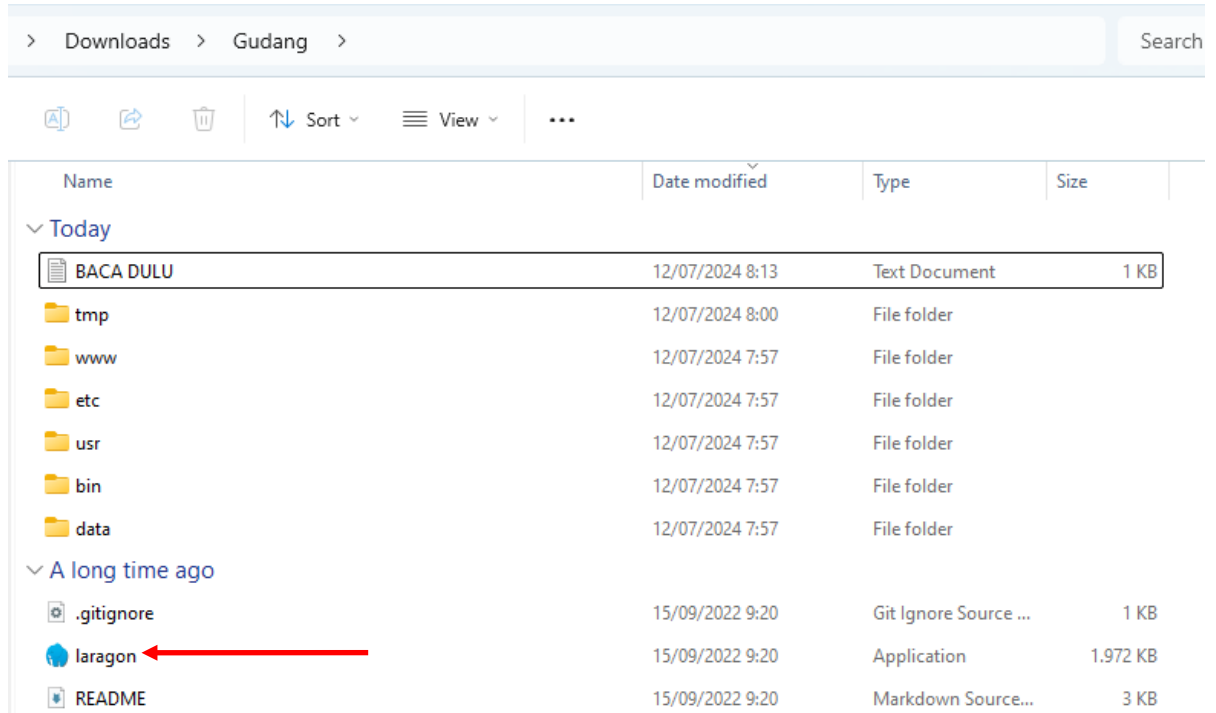 > Downloads > Gudang > Search
Sort View ...
Name Date modified Type Size
Today
BACA DULU 12/07/2024 8:13 Text Document 1 KB
tmp 12/07/2024 8:00 File folder
www 12/07/2024 7:57 File folder
etc 12/07/2024 7:57 File folder
usr 12/07/2024 7:57 File folder
bin 12/07/2024 7:57 File folder
data 12/07/2024 7:57 File folder
A long time ago
.gitignore 15/09/2022 9:20 Git Ignore Source ... 1 KB
laragon 15/09/2022 9:20 Application 1.972 KB
README 15/09/2022 9:20 Markdown Source... 3 KB